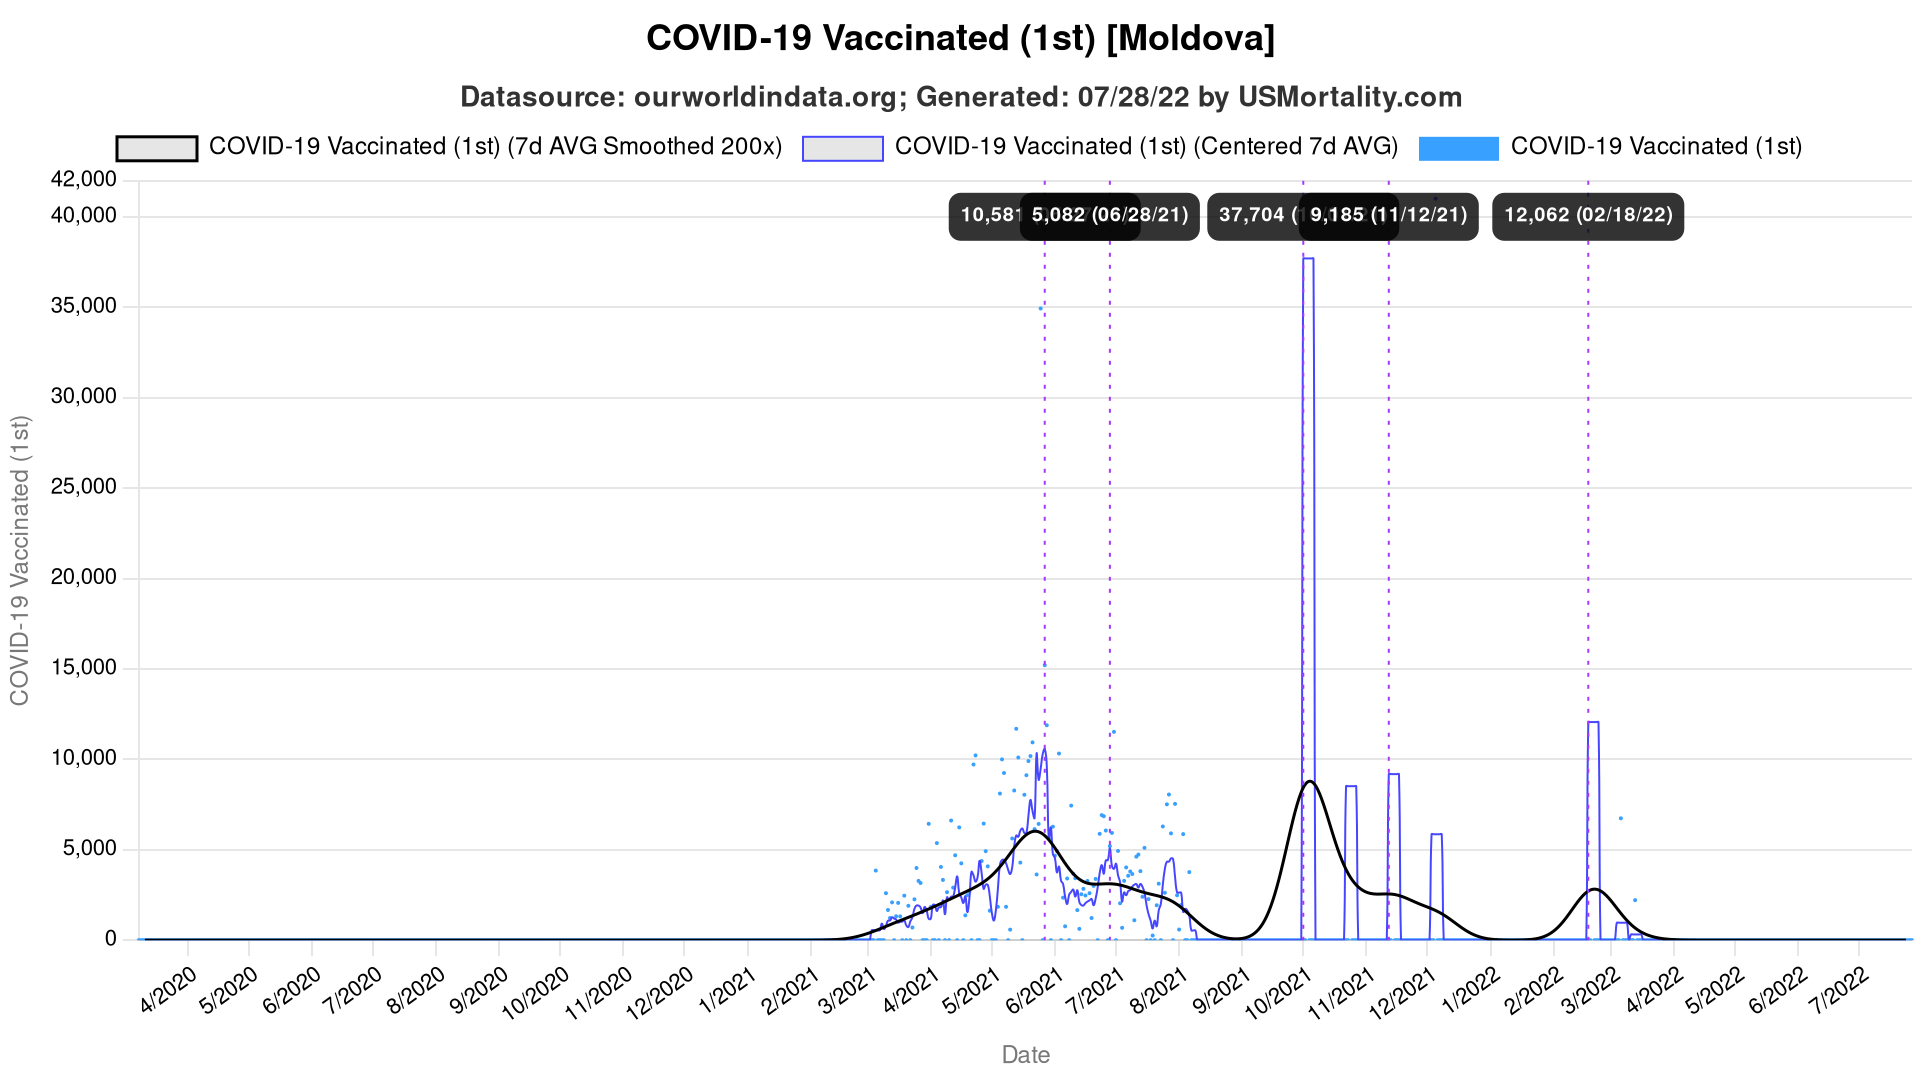 COVID-19 Vaccinated (1st) [Moldova]
Datasource: ourworldindata.org; Generated: 07/28/22 by USMortality.com
COVID-19 Vaccinated (1st) (7d AVG Smoothed 200x) COVID-19 Vaccinated (1st) (Centered 7d AVG) COVID-19 Vaccinated (1st)
10,581 5,082 (06/28/21) 37,704 ( 9,185 (11/12/21) 12,062 (02/18/22)
42,000
40,000
35,000
30,000
25,000
20,000
15,000
10,000
5,000
0
COVID-19 Vaccinated (1st)
4/2020 5/2020 6/2020 7/2020 8/2020 9/2020 10/2020 11/2020 12/2020 1/2021 2/2021 3/2021 4/2021 5/2021 6/2021 7/2021 8/2021 9/2021 10/2021 11/2021 12/2021 1/2022 2/2022 3/2022 4/2022 5/2022 6/2022 7/2022
Date